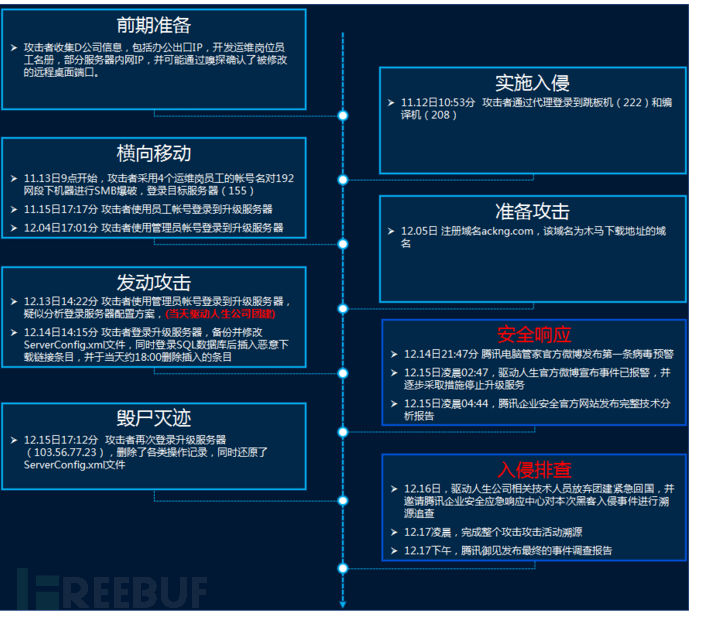 前期准备
➤ 攻击者收集D公司信息，包括办公出口IP，开发运维岗位员
工名册，部分服务器内网IP，并可能通过嗅探确认了被修改
的远程桌面端口。
实施入侵
➤ 11.12日10:53分 攻击者通过代理登录到跳板机（222）和编
译机（208）
横向移动
➤ 11.13日9点开始，攻击者采用4个运维岗员工的帐号名对192
网段下机器进行SMB爆破，登录目标服务器（155）
➤ 11.15日17:17分 攻击者使用员工帐号登录到升级服务器
➤ 12.04日17:01分 攻击者使用管理员帐号登录到升级服务器
准备攻击
➤ 12.05日 注册域名ackng.com，该域名为木马下载地址的域
名
发动攻击
➤ 12.13日14:22分 攻击者使用管理员帐号登录到升级服务器，
疑似分析登录服务器配置方案，(当天驱动人生公司团建)
➤ 12.14日14:15分 攻击者登录升级服务器，备份并修改
ServerConfig.xml文件，同时登录SQL数据库后插入恶意下
载链接条目，并于当天约18:00删除插入的条目
安全响应
➤ 12.14日21:47分 腾讯电脑管家官方微博发布第一条病毒预警
➤ 12.15日凌晨02:47，驱动人生官方微博宣布事件已报警，并
逐步采取措施停止升级服务
➤ 12.15日凌晨04:44，腾讯企业安全官方网站发布完整技术分
析报告
毁尸灭迹
➤ 12.15日17:12分 攻击者再次登录升级服务器
（103.56.77.23），删除了各类操作记录，同时还原了
ServerConfig.xml文件
入侵排查
➤ 12.16日，驱动人生公司相关技术人员放弃团建紧急回国，并
邀请腾讯企业安全应急响应中心对本次黑客入侵事件进行溯
源追查
➤ 12.17凌晨，完成整个攻击攻击活动溯源
➤ 12.17下午，腾讯御见发布最终的事件调查报告
FREEBUF